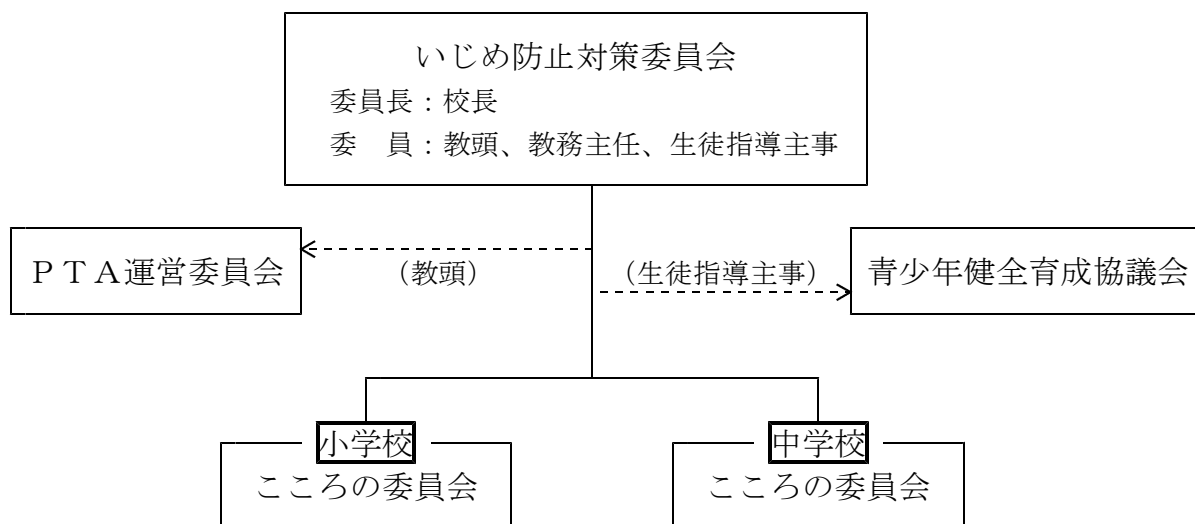 いじめ防止対策委員会
委員長：校長
委　員：教頭、教務主任、生徒指導主事
ＰＴＡ運営委員会
（教頭）
（生徒指導主事）
青少年健全育成協議会
小学校
こころの委員会
中学校
こころの委員会